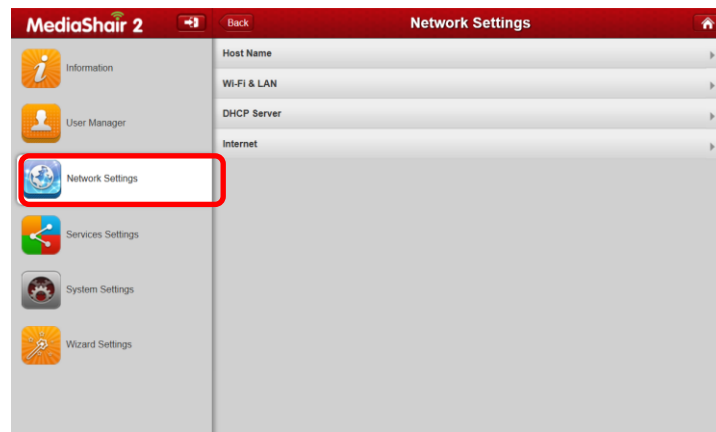 MediaShair 2
Back
Network Settings
Information
User Manager
Network Settings
Services Settings
System Settings
Wizard Settings
Host Name
Wi-Fi & LAN
DHCP Server
Internet